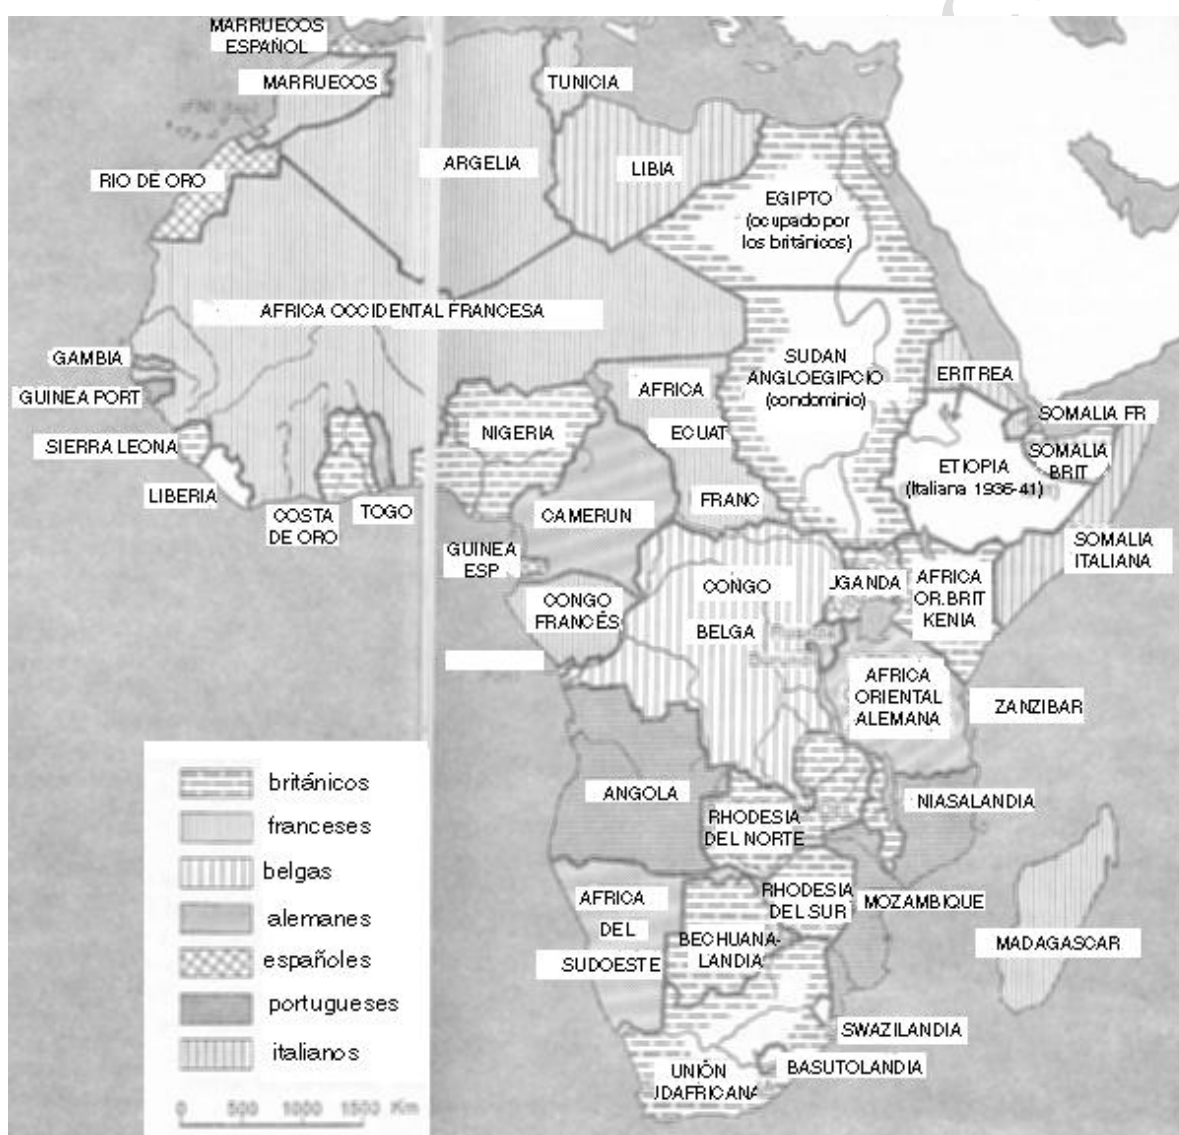 MARRUECOS
ESPAÑOL
MARRUECOS
TUNICIA
ARGELIA
LIBIA
RIO DE ORO
EGIPTO
(ocupado por
los británicos)
AFRICA OCCIDENTAL FRANCESA
GAMBIA
GUINEA PORT
SIERRA LEONA
LIBERIA
COSTA
DE ORO
TOGO
NIGERIA
AFRICA
ECUAT
FRANC
SUDAN
ANGLOEGIPCIO
(condominio)
ERITREA
SOMALIA FR
SOMALIA
BRIT
ETIOPIA
(Italiana 1936-41)
SOMALIA
ITALIANA
CAMERUN
GUINEA
ESP
CONGO
FRANCÉS
CONGO
BELGA
JGANDA
AFRICA
OR.BRIT
KENIA
AFRICA
ORIENTAL
ALEMANA
ZANZIBAR
ANGOLA
RHODESIA
DEL NORTE
NIASALANDIA
RHODESIA
DEL SUR
MOZAMBIQUE
MADAGASCAR
AFRICA
DEL
SUDOESTE
BECHUANA-
LANDIA
SWAZILANDIA
BASUTOLANDIA
UNIÓN
IDAFRICANA
británicos
franceses
belgas
alemanes
españoles
portugueses
italianos
0 500 1000 1500 Km